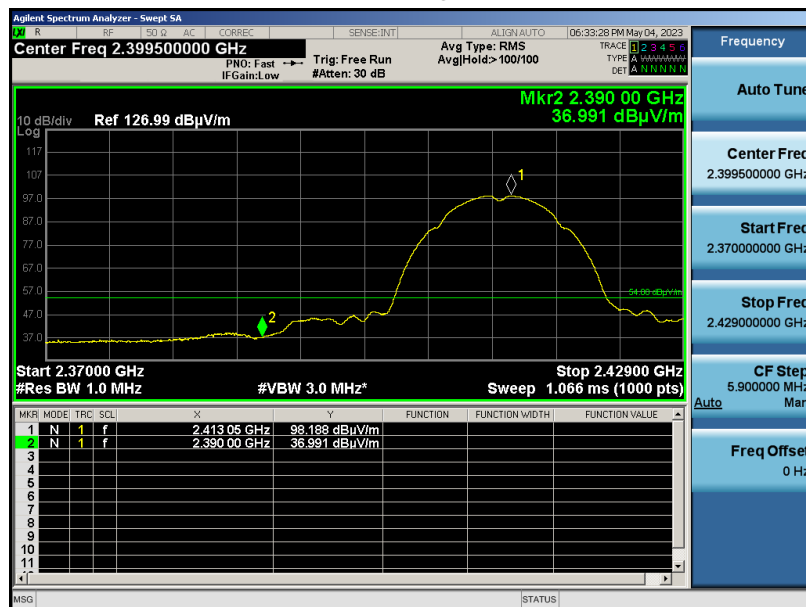 Agilent Spectrum Analyzer - Swept SA
LXI R RF 50 Ω AC CORREC SENSE:INT ALIGN AUTO 06:33:28 PM May 04, 2023
Center Freq 2.399500000 GHz
PNO: Fast
IFGain:Low
Trig: Free Run
#Atten: 30 dB
Avg Type: RMS
Avg|Hold:>100/100
TRACE 1 2 3 4 5 6
TYPE A WWWWW
DET A N N N N N
Mkr2 2.390 00 GHz
36.991 dBµV/m
10 dB/div Ref 126.99 dBµV/m
Log
117
107
97.0
87.0
77.0
67.0
57.0
47.0
37.0
1
2
54.00 dBµV/m
Start 2.37000 GHz Stop 2.42900 GHz
#Res BW 1.0 MHz #VBW 3.0 MHz* Sweep 1.066 ms (1000 pts)
MKR MODE TRC SCL X Y FUNCTION FUNCTION WIDTH FUNCTION VALUE
1 N 1 f 2.413 05 GHz 98.188 dBµV/m
2 N 1 f 2.390 00 GHz 36.991 dBµV/m
3
4
5
6
7
8
9
10
11
MSG STATUS
Frequency
Auto Tune
Center Freq
2.399500000 GHz
Start Freq
2.370000000 GHz
Stop Freq
2.429000000 GHz
CF Step
5.900000 MHz
Auto Man
Freq Offset
0 Hz